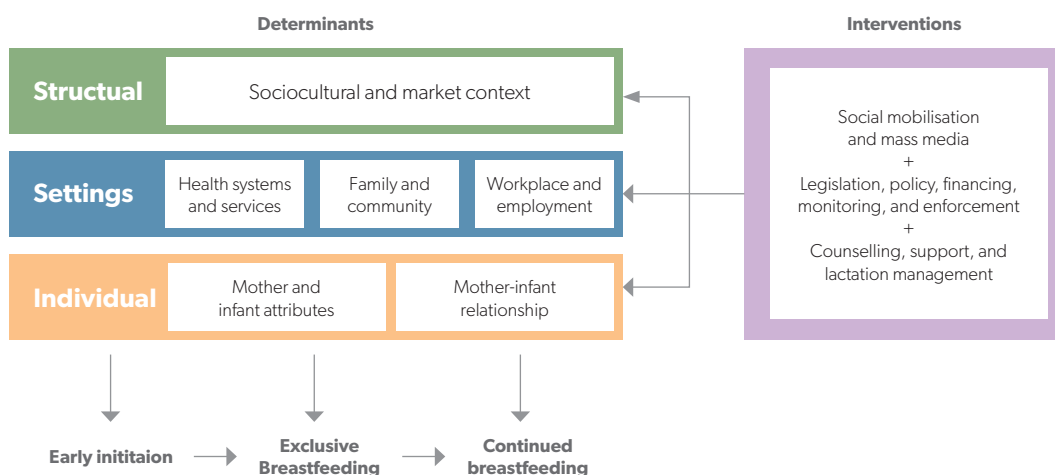 Determinants
Interventions
Structual
Sociocultural and market context
Settings
Health systems
and services
Family and
community
Workplace and
employment
Individual
Mother and
infant attributes
Mother-infant
relationship
Social mobilisation
and mass media
+
Legislation, policy, financing,
monitoring, and enforcement
+
Counselling, support, and
lactation management
Early inititaion
Exclusive
Breastfeeding
Continued
breastfeeding